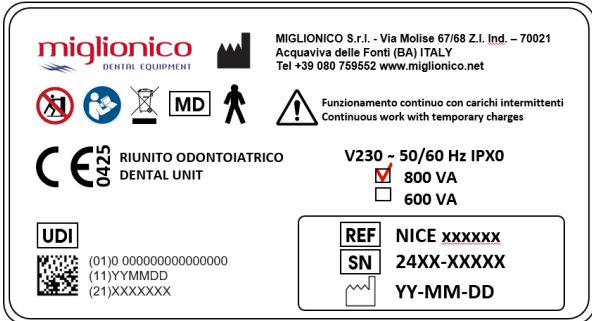 miglionico
DENTAL EQUIPMENT
MIGLIONICO S.r.l. - Via Molise 67/68 Z.I. Ind. – 70021
Acquaviva delle Fonti (BA) ITALY
Tel +39 080 759552 www.miglionico.net
MD
Funzionamento continuo con carichi intermittenti
Continuous work with temporary charges
CE 0425
RIUNITO ODONTOIATRICO
DENTAL UNIT
V230 ~ 50/60 Hz IPX0
800 VA
600 VA
UDI
(01)0 00000000000000
(11)YYMMDD
(21)XXXXXXX
REF NICE xxxxxx
SN 24XX-XXXXX
YY-MM-DD